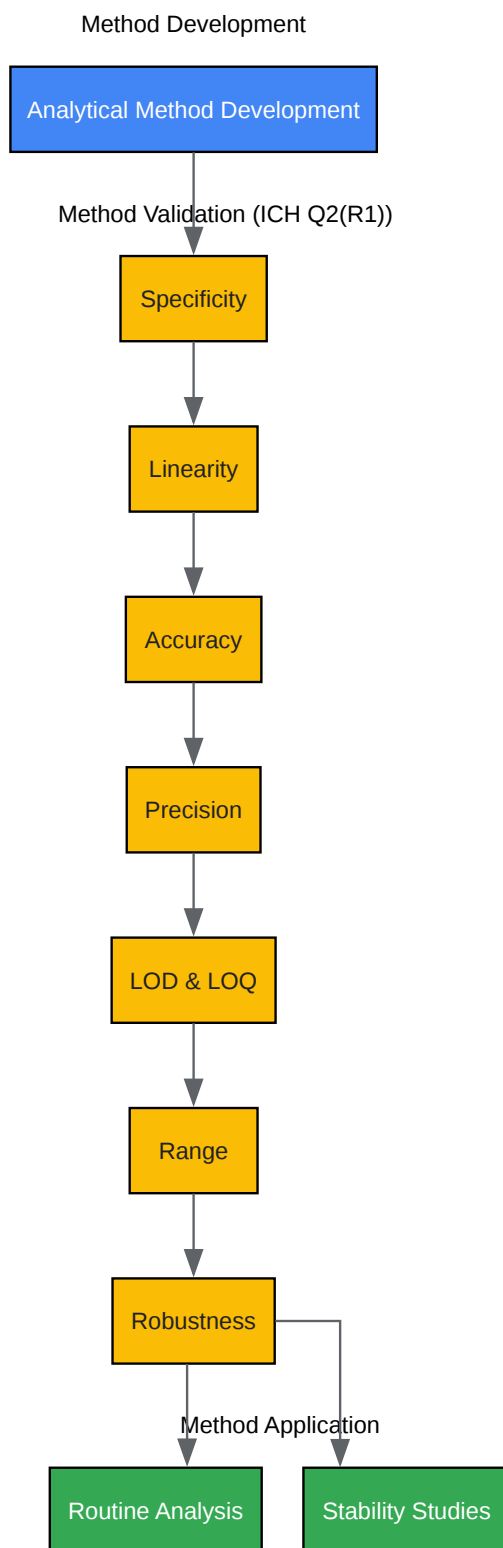 Method Development
Analytical Method Development
Method Validation (ICH Q2(R1))
Specificity
Linearity
Accuracy
Precision
LOD & LOQ
Range
Robustness
Method Application
Routine Analysis
Stability Studies